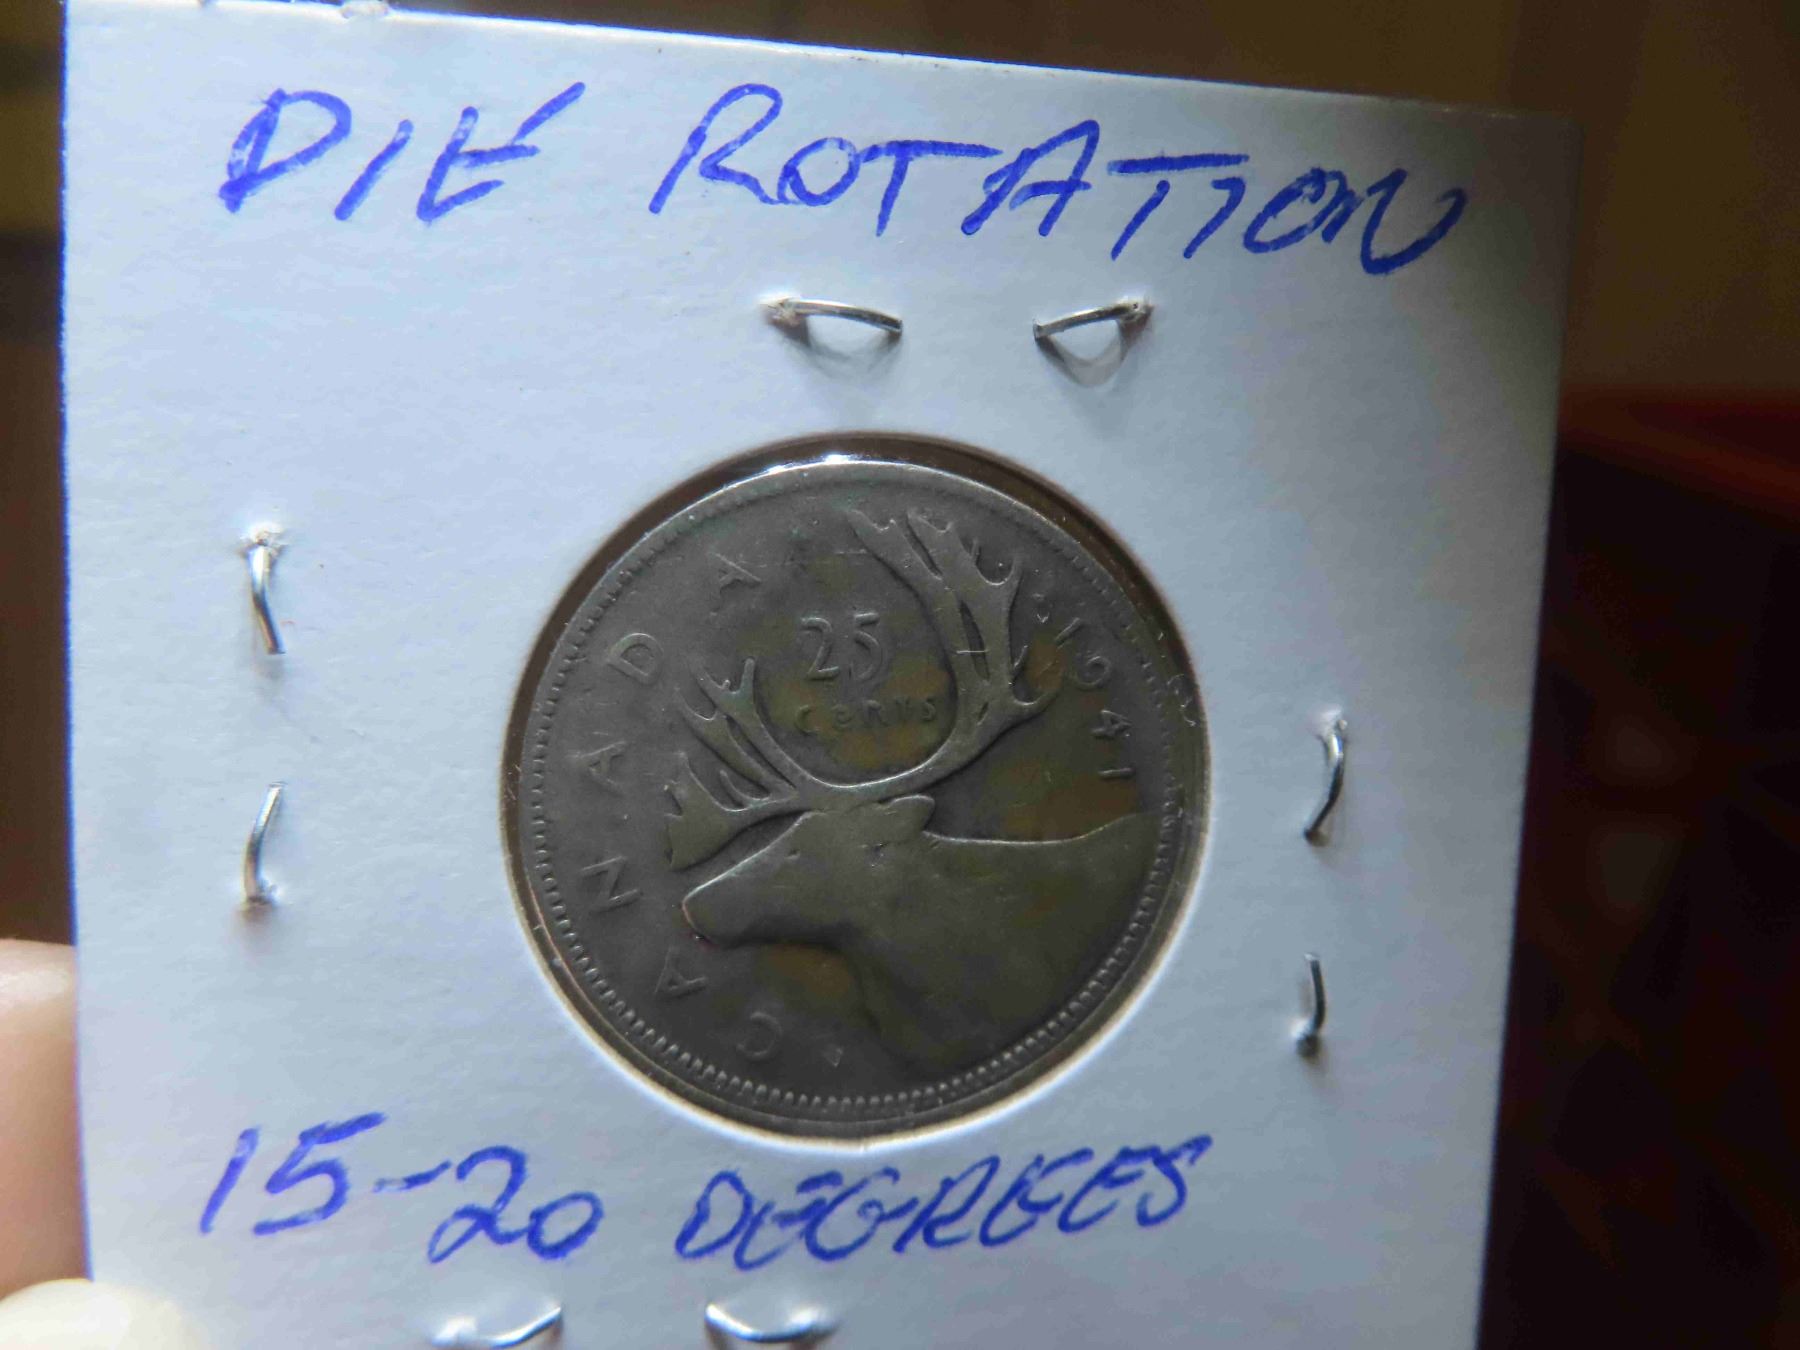 DIE ROTATION
CANADA
25
CENTS
1941
15-20 DEGREES